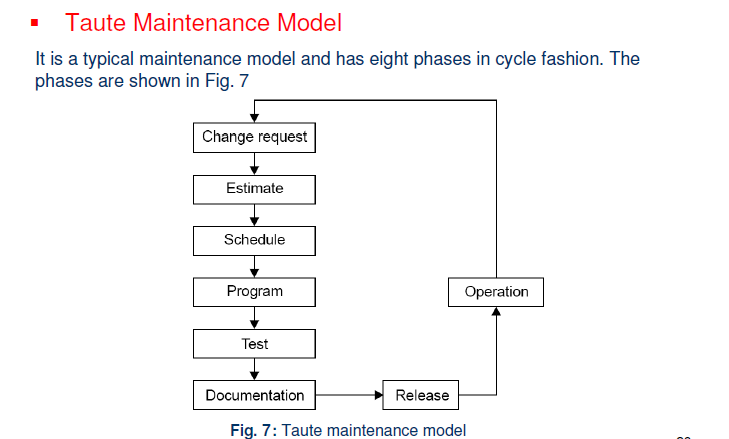 ▪ Taute Maintenance Model
It is a typical maintenance model and has eight phases in cycle fashion. The
phases are shown in Fig. 7
Change request
Estimate
Schedule
Program
Operation
Test
Documentation
Release
Fig. 7: Taute maintenance model